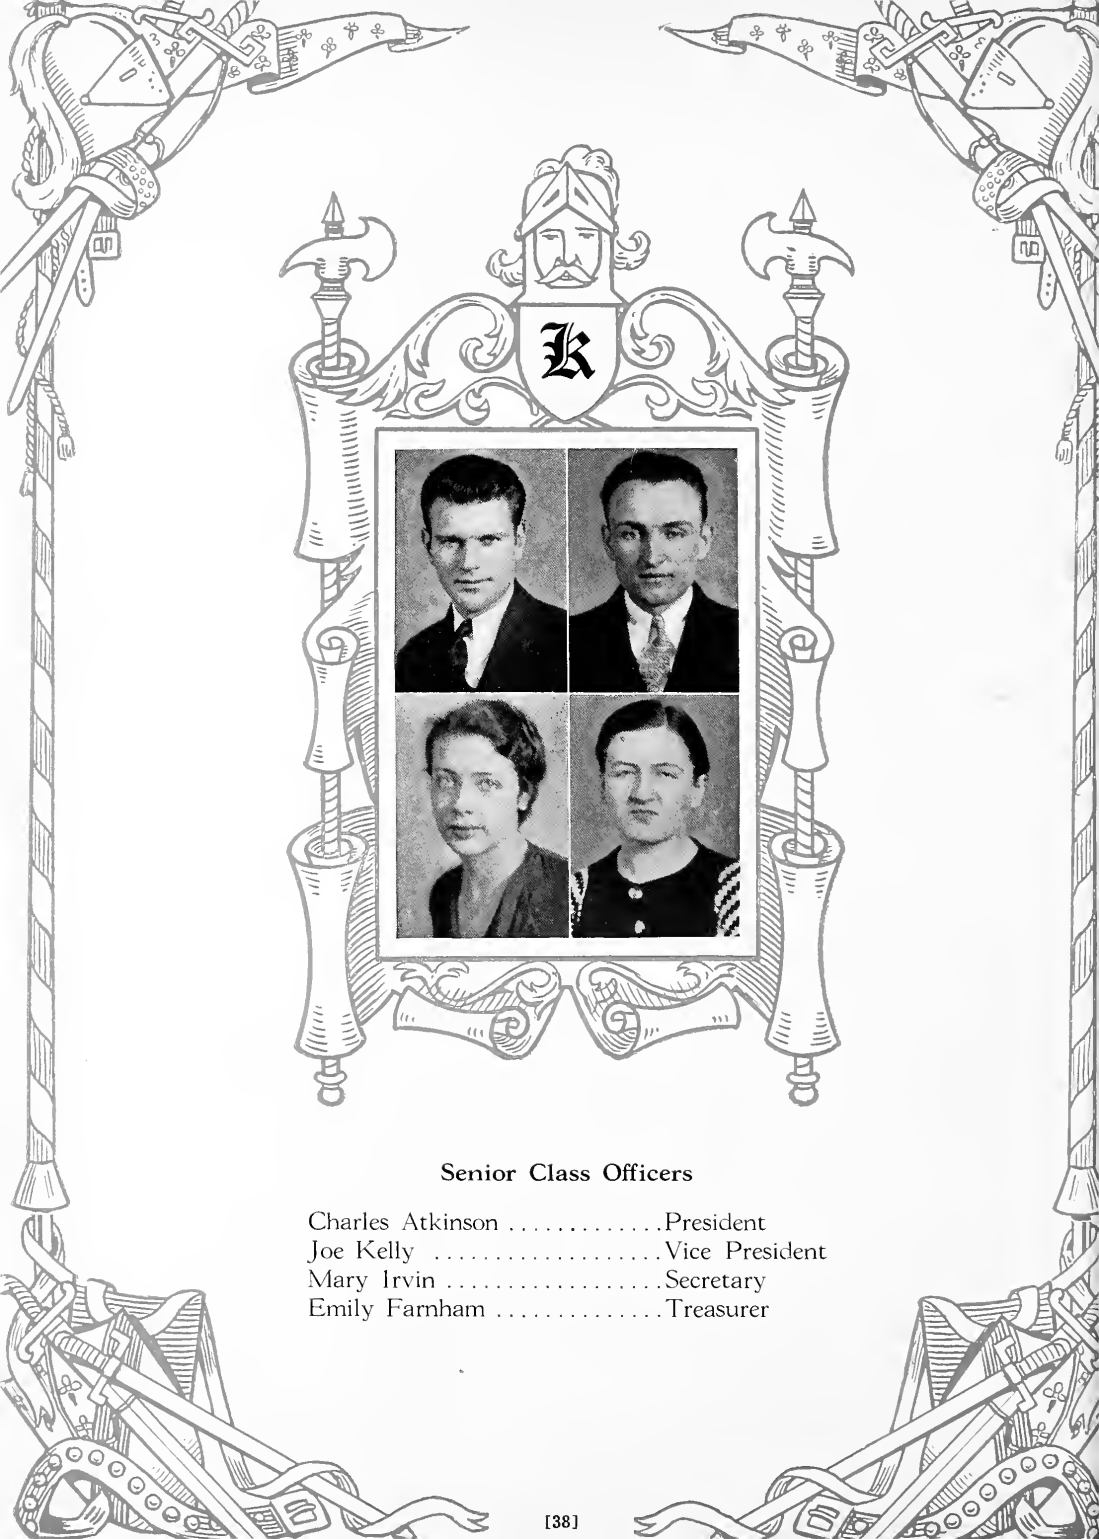 K
Senior Class Officers
Charles Atkinson .............President
Joe Kelly ...................Vice President
Mary Irvin ..................Secretary
Emily Farnham ..............Treasurer
[38]